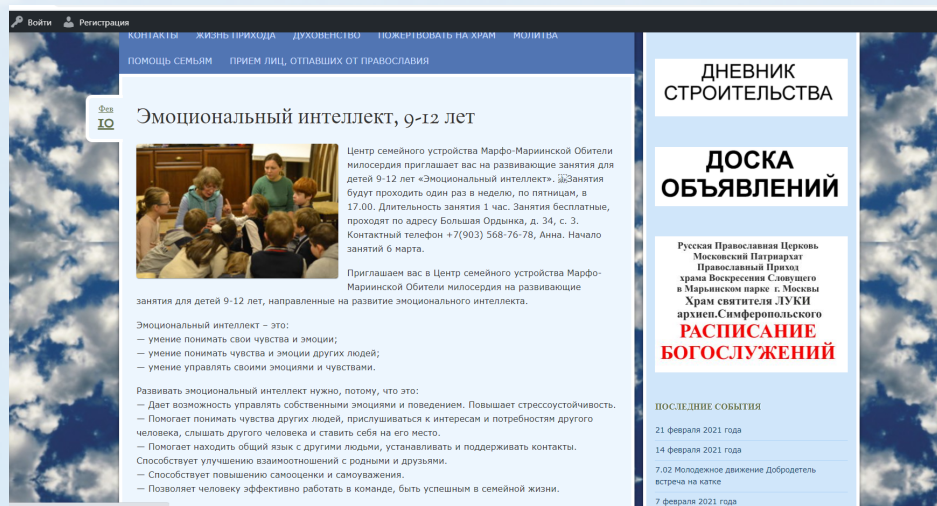 Войти Регистрация
КОНТАКТЫ ЖИЗНЬ ПРИХОДА ДУХОВЕНСТВО ПОЖЕРТВОВАТЬ НА ХРАМ МОЛИТВА
ПОМОЩЬ СЕМЬЯМ ПРИЕМ ЛИЦ, ОТПАВШИХ ОТ ПРАВОСЛАВИЯ
Фев
10
Эмоциональный интеллект, 9-12 лет
Центр семейного устройства Марфо-Мариинской Обители
милосердия приглашает вас на развивающие занятия для
детей 9-12 лет «Эмоциональный интеллект». Занятия
будут проходить один раз в неделю, по пятницам, в
17.00. Длительность занятия 1 час. Занятия бесплатные,
проходят по адресу Большая Ордынка, д. 34, с. 3.
Контактный телефон +7(903) 568-76-78, Анна. Начало
занятий 6 марта.
Приглашаем вас в Центр семейного устройства Марфо-
Мариинской Обители милосердия на развивающие
занятия для детей 9-12 лет, направленные на развитие эмоционального интеллекта.
Эмоциональный интеллект – это:
— умение понимать свои чувства и эмоции;
— умение понимать чувства и эмоции других людей;
— умение управлять своими эмоциями и чувствами.
Развивать эмоциональный интеллект нужно, потому, что это:
— Дает возможность управлять собственными эмоциями и поведением. Повышает стрессоустойчивость.
— Помогает понимать чувства других людей, прислушиваться к интересам и потребностям другого
человека, слышать другого человека и ставить себя на его место.
— Помогает находить общий язык с другими людьми, устанавливать и поддерживать контакты.
Способствует улучшению взаимоотношений с родными и друзьями.
— Способствует повышению самооценки и самоуважения.
— Позволяет человеку эффективно работать в команде, быть успешным в семейной жизни.
ДНЕВНИК
СТРОИТЕЛЬСТВА
ДОСКА
ОБЪЯВЛЕНИЙ
Русская Православная Церковь
Московский Патриархат
Православный Приход
храма Воскресения Словущего
в Марьинском парке г. Москвы
Храм святителя ЛУКИ
архиеп.Симферопольского
РАСПИСАНИЕ
БОГОСЛУЖЕНИЙ
ПОСЛЕДНИЕ СОБЫТИЯ
21 февраля 2021 года
14 февраля 2021 года
7.02 Молодежное движение Добродетель
встреча на катке
7 февраля 2021 года